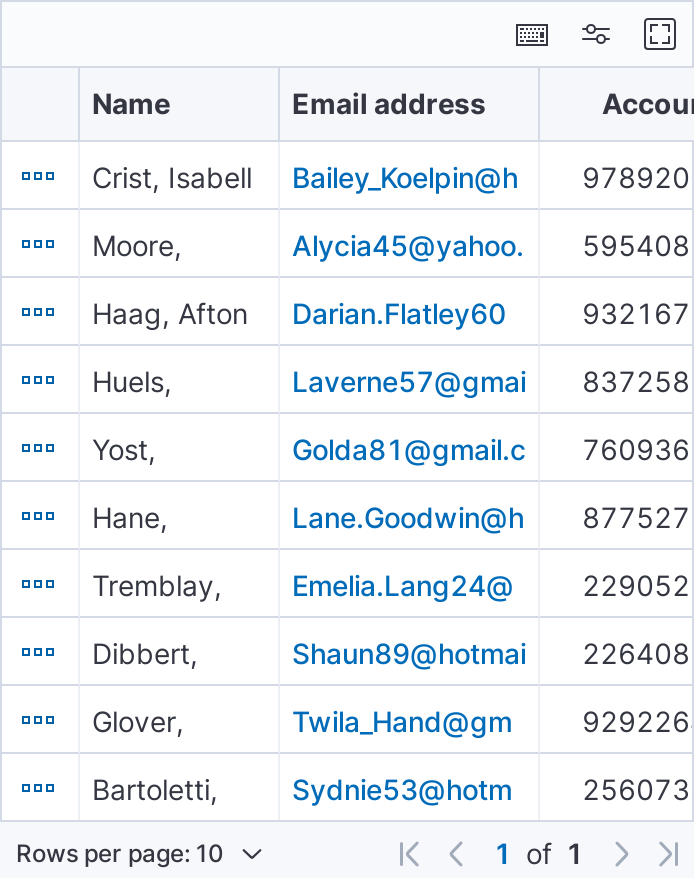 Name Email address Accou
Crist, Isabell Bailey_Koelpin@h 978920
Moore, Alycia45@yahoo. 595408
Haag, Afton Darian.Flatley60 932167
Huels, Laverne57@gmai 837258
Yost, Golda81@gmail.c 760936
Hane, Lane.Goodwin@h 877527
Tremblay, Emelia.Lang24@ 229052
Dibbert, Shaun89@hotmai 226408
Glover, Twila_Hand@gm 929226
Bartoletti, Sydnie53@hotm 256073
Rows per page: 10 1 of 1